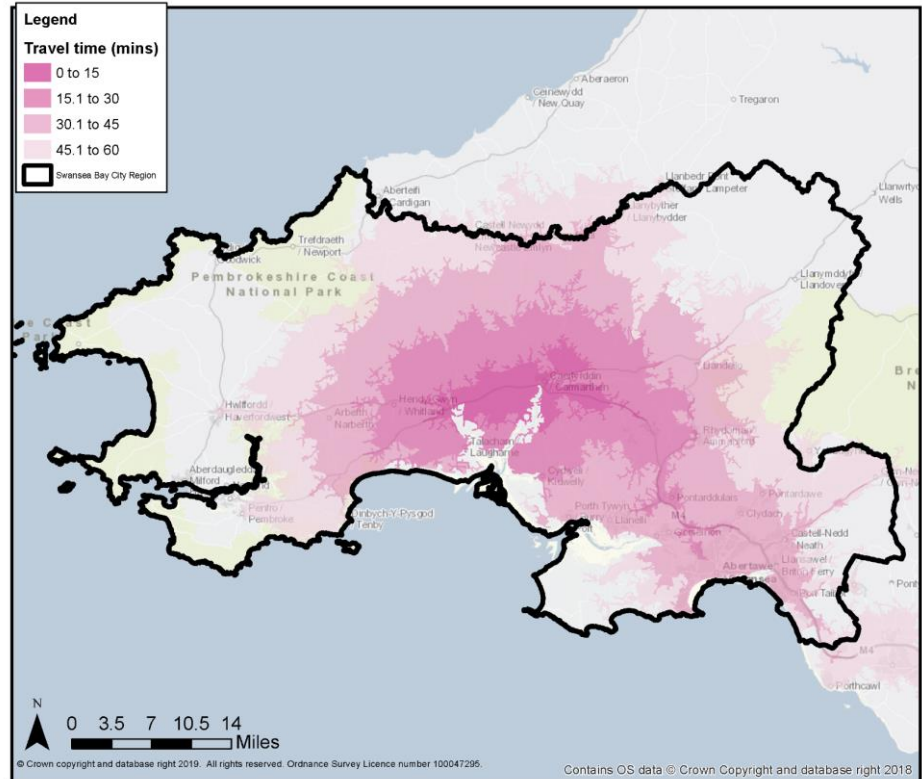 Legend
Travel time (mins)
0 to 15
15.1 to 30
30.1 to 45
45.1 to 60
Swansea Bay City Region
Aberaeron
Ceinewydd
/ New Quay
Tregaron
Aberteifi
Cardigan
Llanbedr Pont
Lampeter
Llanybydder
Llanwrtyd
Wells
Castell Newydd
Trefdraeth
/ Newport
Pembrokeshire Coast
National Park
Llandovery
Carmarthen
Hendy-Gwyn
/ Whitland
Arberth /
Narberth
Hwlffordd /
Haverfordwest
Talacharn
Laugharne
Rhydaman /
Aberdaugleddau
/ Milford
Penfro /
Pembroke
Dinbych-Y-Pysgod
/ Tenby
Cydweli /
Kidwelly
Porth Tywyn
Llanelli
Pontarddulais
Pontardawe
Clydach
M4
Castell-Nedd
Neath
Llansawel /
Briton Ferry
Abertawe
Port Talbot
M4
Porthcawl
N
0 3.5 7 10.5 14
Miles
© Crown copyright and database right 2019. All rights reserved. Ordnance Survey Licence number 100047295.
Contains OS data © Crown Copyright and database right 2018